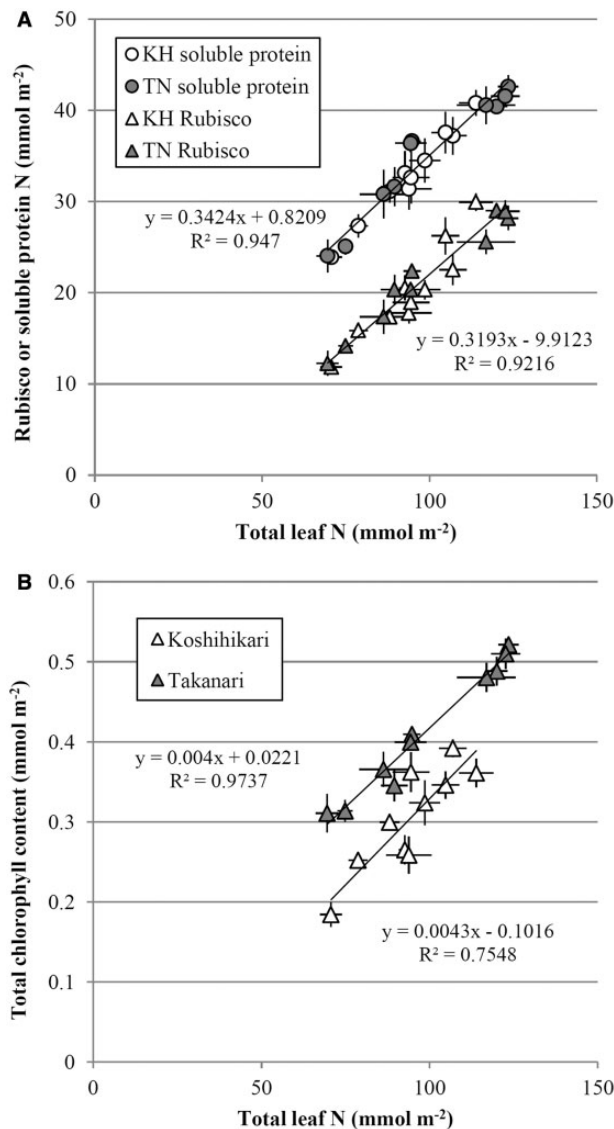 A
KH soluble protein
TN soluble protein
KH Rubisco
TN Rubisco
y = 0.3424x + 0.8209
R² = 0.947
y = 0.3193x - 9.9123
R² = 0.9216
Rubisco or soluble protein N (mmol m⁻²)
50
40
30
20
10
0
0
50
100
150
Total leaf N (mmol m⁻²)
B
Koshihikari
Takanari
y = 0.004x + 0.0221
R² = 0.9737
y = 0.0043x - 0.1016
R² = 0.7548
Total chlorophyll content (mmol m⁻²)
0.6
0.5
0.4
0.3
0.2
0.1
0
0
50
100
150
Total leaf N (mmol m⁻²)